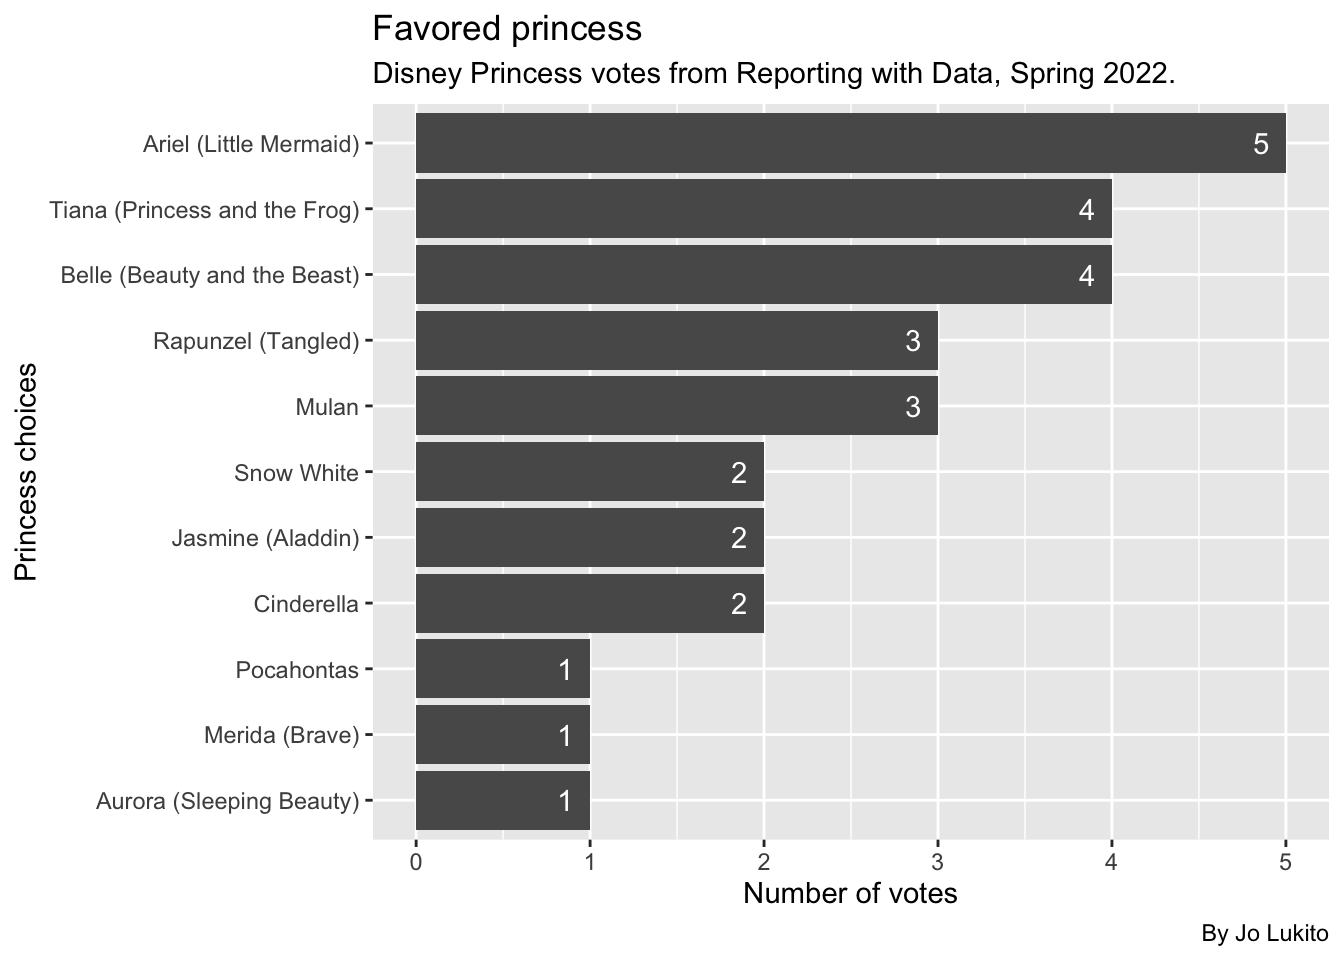 Favored princess
Disney Princess votes from Reporting with Data, Spring 2022.
Princess choices
Ariel (Little Mermaid) 5
Tiana (Princess and the Frog) 4
Belle (Beauty and the Beast) 4
Rapunzel (Tangled) 3
Mulan 3
Snow White 2
Jasmine (Aladdin) 2
Cinderella 2
Pocahontas 1
Merida (Brave) 1
Aurora (Sleeping Beauty) 1
0 1 2 3 4 5
Number of votes
By Jo Lukito